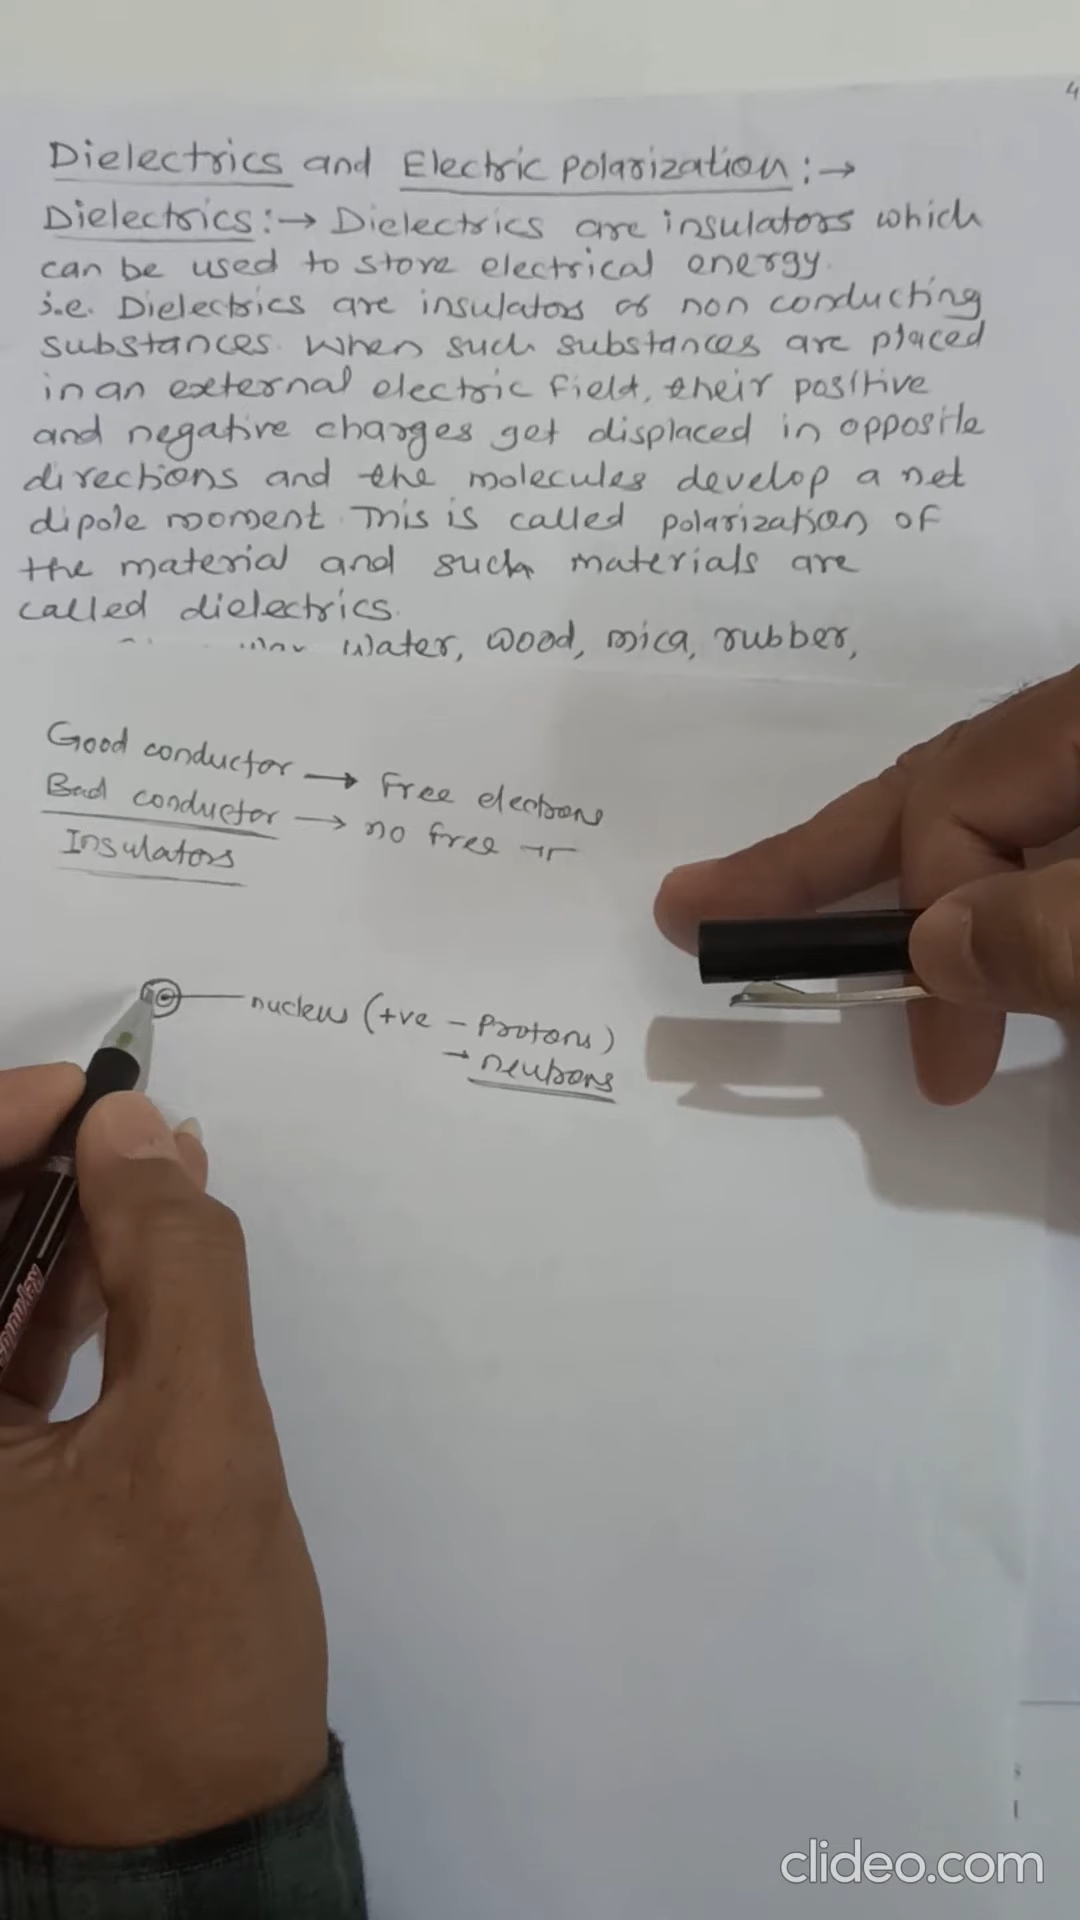 4
Dielectrics and Electric Polarization :→
Dielectrics :→ Dielectrics are insulators which
can be used to store electrical energy.
i.e. Dielectrics are insulators or non conducting
substances. When such substances are placed
in an external electric field, their positive
and negative charges get displaced in opposite
directions and the molecules develop a net
dipole moment. This is called polarization of
the material and such materials are
called dielectrics.
water, wood, mica, rubber,
Good conductor → Free electrons
Bad conductor → no free
Insulators
nucleus (+ve - Protons)
→ neutrons
Reynolds
clideo.com